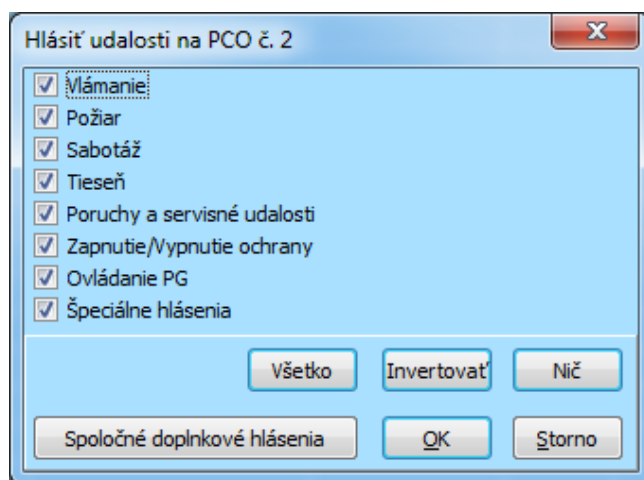 Hlásiť udalosti na PCO č. 2
Vlámanie
Požiar
Sabotáž
Tieseň
Poruchy a servisné udalosti
Zapnutie/Vypnutie ochrany
Ovládanie PG
Špeciálne hlásenia
Všetko Invertovať Nič
Spoločné doplnkové hlásenia OK Storno